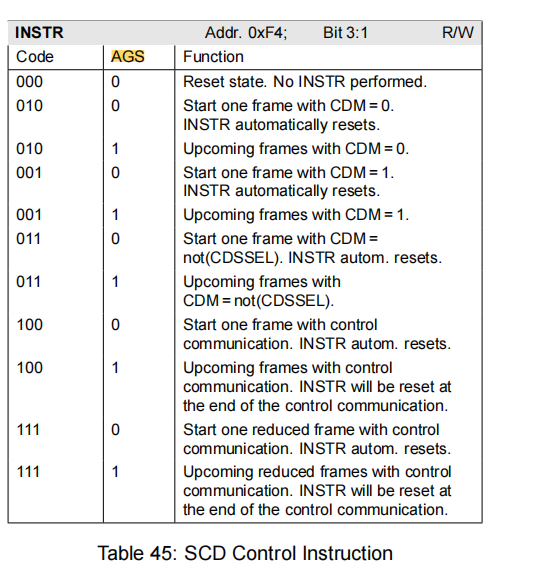 INSTR Addr. 0xF4; Bit 3:1 R/W
Code AGS Function
000 0 Reset state. No INSTR performed.
010 0 Start one frame with CDM = 0.
INSTR automatically resets.
010 1 Upcoming frames with CDM = 0.
001 0 Start one frame with CDM = 1.
INSTR automatically resets.
001 1 Upcoming frames with CDM = 1.
011 0 Start one frame with CDM =
not(CDSSEL). INSTR autom. resets.
011 1 Upcoming frames with
CDM = not(CDSSEL).
100 0 Start one frame with control
communication. INSTR autom. resets.
100 1 Upcoming frames with control
communication. INSTR will be reset at
the end of the control communication.
111 0 Start one reduced frame with control
communication. INSTR autom. resets.
111 1 Upcoming reduced frames with control
communication. INSTR will be reset at
the end of the control communication.
Table 45: SCD Control Instruction